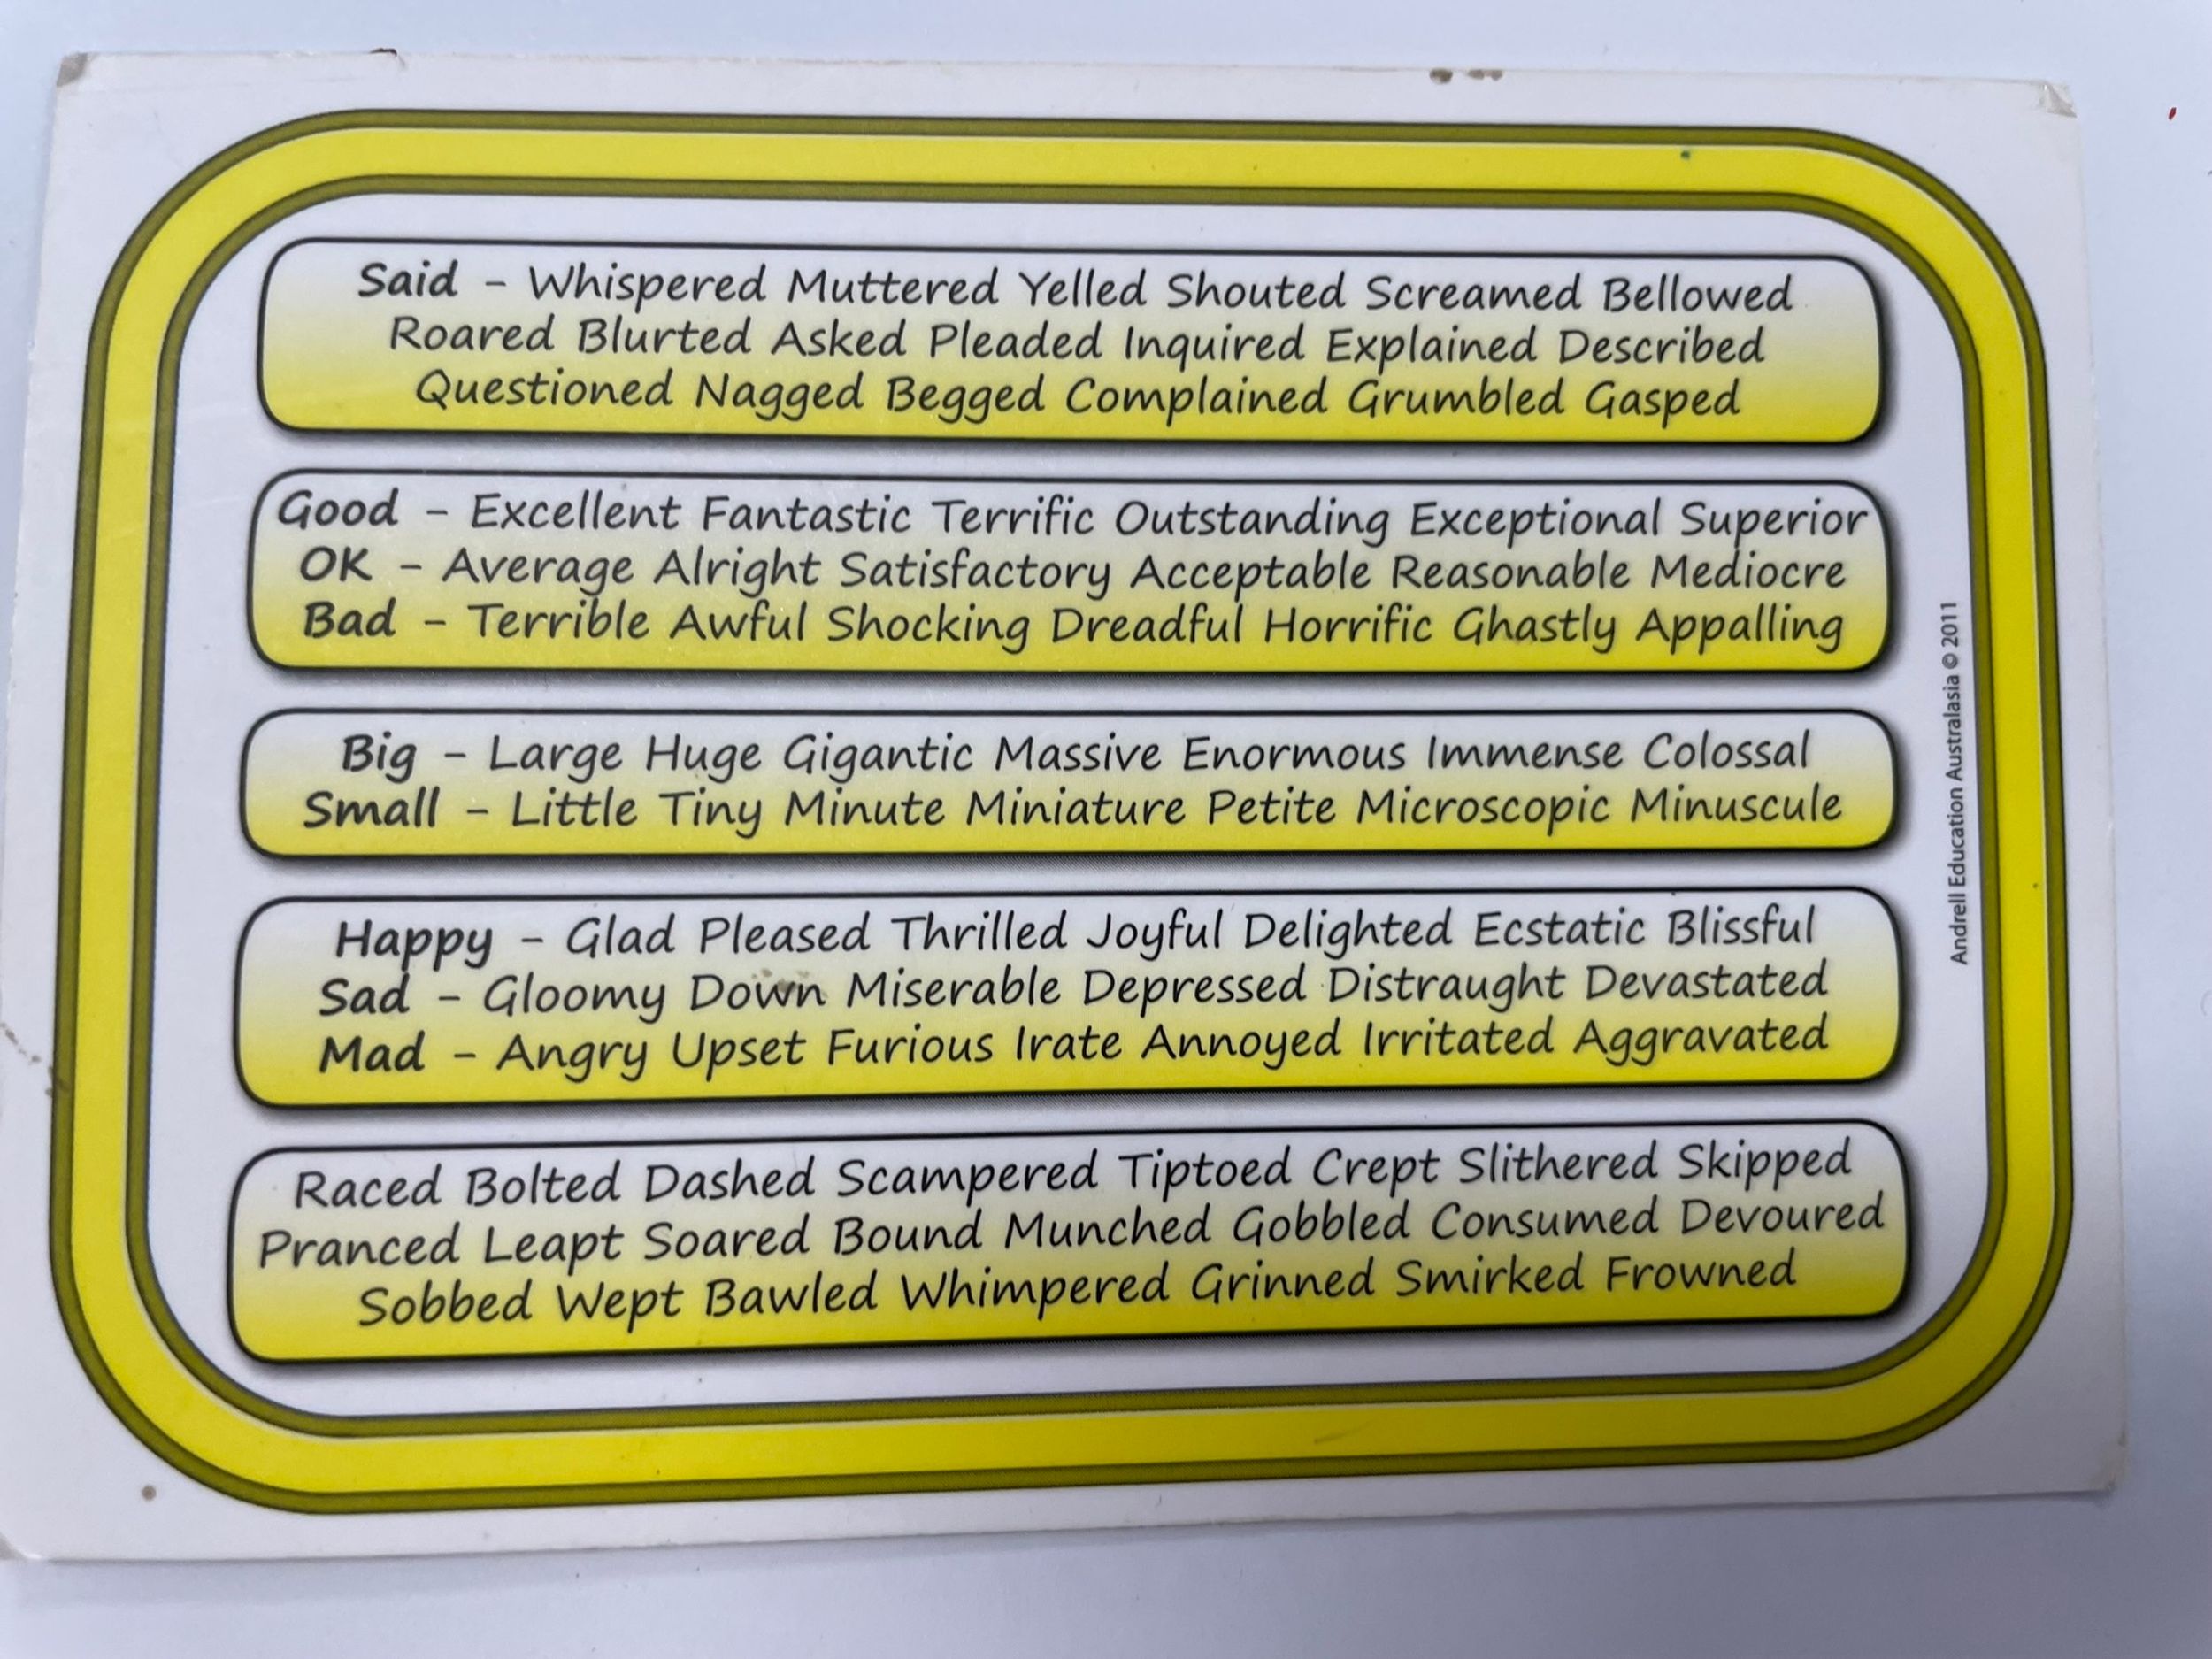 Said - Whispered Muttered Yelled Shouted Screamed Bellowed
Roared Blurted Asked Pleaded Inquired Explained Described
Questioned Nagged Begged Complained Grumbled Gasped
Good - Excellent Fantastic Terrific Outstanding Exceptional Superior
OK - Average Alright Satisfactory Acceptable Reasonable Mediocre
Bad - Terrible Awful Shocking Dreadful Horrific Ghastly Appalling
Big - Large Huge Gigantic Massive Enormous Immense Colossal
Small - Little Tiny Minute Miniature Petite Microscopic Minuscule
Happy - Glad Pleased Thrilled Joyful Delighted Ecstatic Blissful
Sad - Gloomy Down Miserable Depressed Distraught Devastated
Mad - Angry Upset Furious Irate Annoyed Irritated Aggravated
Raced Bolted Dashed Scampered Tiptoed Crept Slithered Skipped
Pranced Leapt Soared Bound Munched Gobbled Consumed Devoured
Sobbed Wept Bawled Whimpered Grinned Smirked Frowned
Andrell Education Australasia © 2011